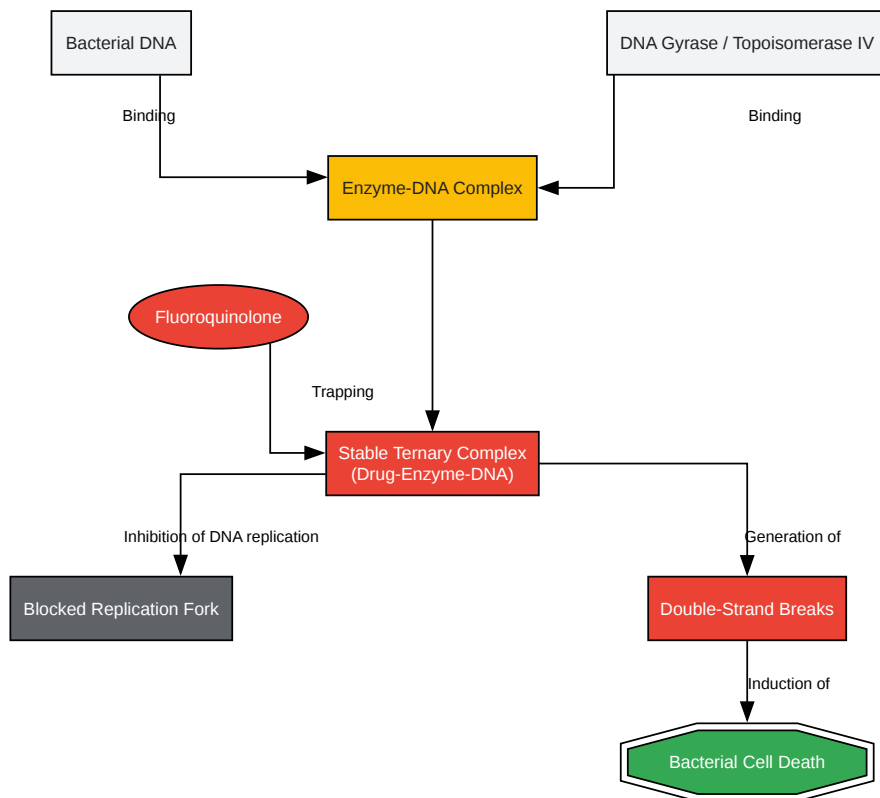 Bacterial DNA
DNA Gyrase / Topoisomerase IV
Binding
Binding
Enzyme-DNA Complex
Fluoroquinolone
Trapping
Stable Ternary Complex
(Drug-Enzyme-DNA)
Inhibition of DNA replication
Generation of
Blocked Replication Fork
Double-Strand Breaks
Induction of
Bacterial Cell Death